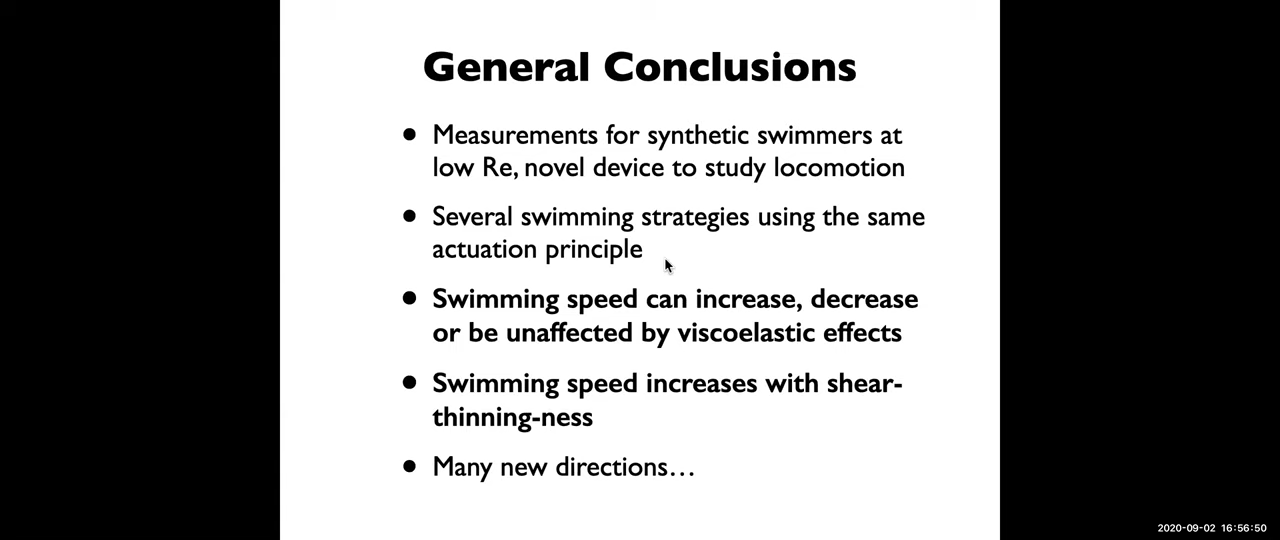 General Conclusions
• Measurements for synthetic swimmers at
low Re, novel device to study locomotion
• Several swimming strategies using the same
actuation principle
• Swimming speed can increase, decrease
or be unaffected by viscoelastic effects
• Swimming speed increases with shear-
thinning-ness
• Many new directions…
2020-09-02 16:56:50